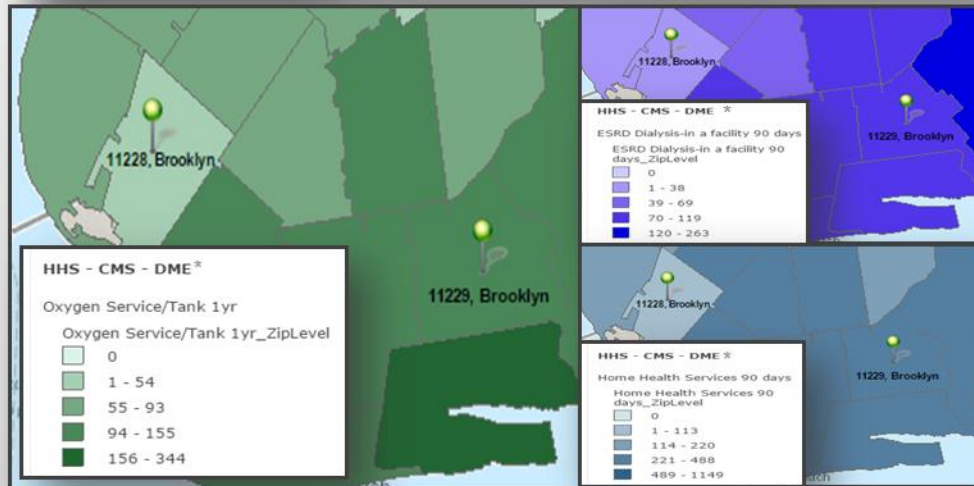 11228, Brooklyn
11229, Brooklyn
HHS - CMS - DME*
Oxygen Service/Tank 1yr
Oxygen Service/Tank 1yr_ZipLevel
0
1 - 54
55 - 93
94 - 155
156 - 344
11228, Brooklyn
11229, Brooklyn
HHS - CMS - DME *
ESRD Dialysis-in a facility 90 days
ESRD Dialysis-in a facility 90
days_ZipLevel
0
1 - 38
39 - 69
70 - 119
120 - 263
11228, Brooklyn
11229, Brooklyn
HHS - CMS - DME *
Home Health Services 90 days
Home Health Services 90
days_ZipLevel
0
1 - 113
114 - 220
221 - 488
489 - 1149